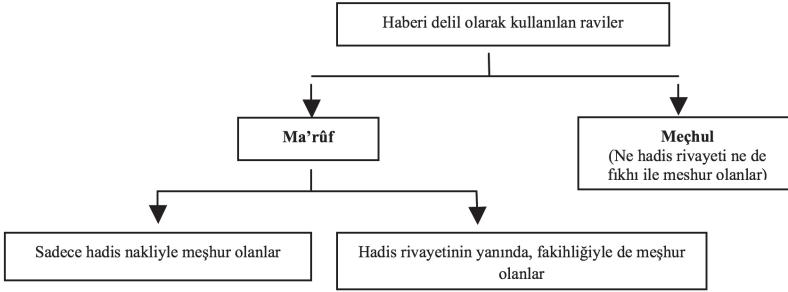 Haberi delil olarak kullanılan raviler
Ma’rûf
Meçhul
(Ne hadis rivayeti ne de
fıkhı ile meshur olanlar)
Sadece hadis nakliyle meşhur olanlar
Hadis rivayetinin yanında, fakihliğiyle de meşhur
olanlar